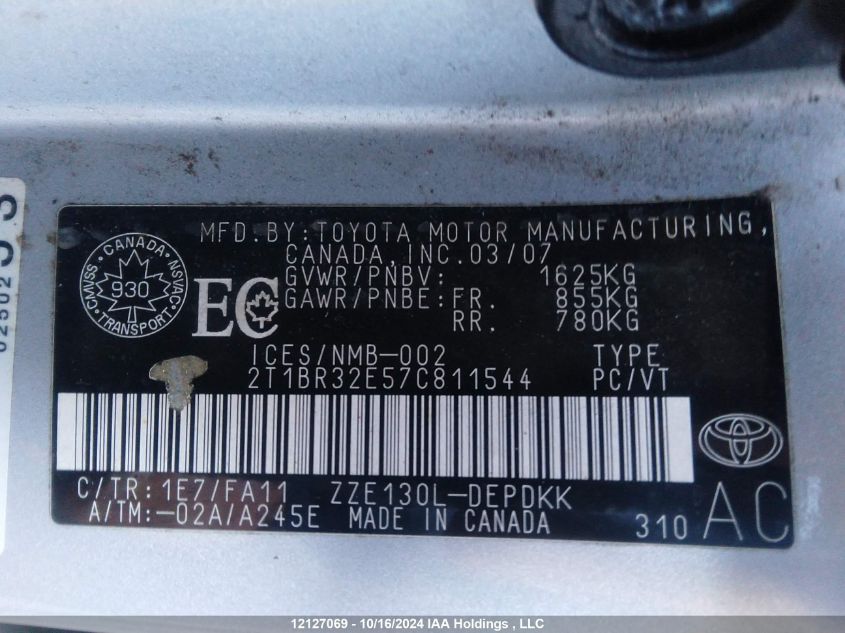 MFD.BY:TOYOTA MOTOR MANUFACTURING,
CANADA,INC.03/07
GVWR/PNBV: 1625KG
GAWR/PNBE:FR. 855KG
RR. 780KG
CMVSS CANADA NSVAC
930
TRANSPORT
EC
ICES/NMB-002 TYPE
2T1BR32E57C811544 PC/VT
C/TR:1E7/FA11 ZZE130L-DEPDKK
A/TM:-02A/A245E MADE IN CANADA
310 AC
12127069 - 10/16/2024 IAA Holdings , LLC